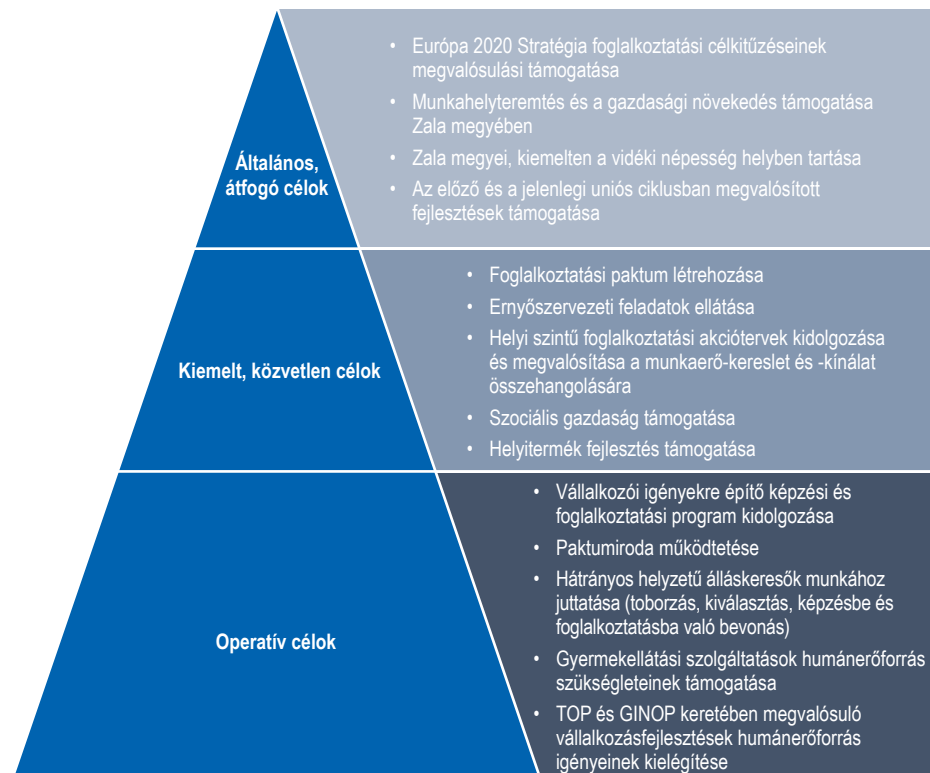 Általános,
átfogó célok
• Európa 2020 Stratégia foglalkoztatási célkitűzéseinek
megvalósulási támogatása
• Munkahelyteremtés és a gazdasági növekedés támogatása
Zala megyében
• Zala megyei, kiemelten a vidéki népesség helyben tartása
• Az előző és a jelenlegi uniós ciklusban megvalósított
fejlesztések támogatása
Kiemelt, közvetlen célok
• Foglalkoztatási paktum létrehozása
• Ernyőszervezeti feladatok ellátása
• Helyi szintű foglalkoztatási akciótervek kidolgozása
és megvalósítása a munkaerő-kereslet és -kínálat
összehangolására
• Szociális gazdaság támogatása
• Helyitermék fejlesztés támogatása
Operatív célok
• Vállalkozói igényekre építő képzési és
foglalkoztatási program kidolgozása
• Paktumiroda működtetése
• Hátrányos helyzetű álláskeresők munkához
juttatása (toborzás, kiválasztás, képzésbe és
foglalkoztatásba való bevonás)
• Gyermekellátási szolgáltatások humánerőforrás
szükségleteinek támogatása
• TOP és GINOP keretében megvalósuló
vállalkozásfejlesztések humánerőforrás
igényeinek kielégítése